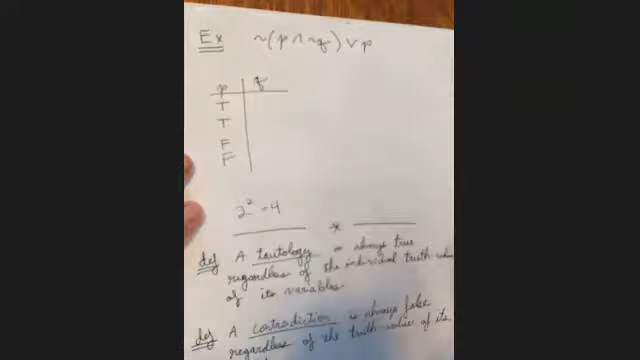 Ex ~(p ∧ ~q) ∨ p
p q
T
T
F
F
2² = 4
*
def A tautology is always true
regardless of the individual truth value
of its variables
def A contradiction is always false
regardless of the truth value of its